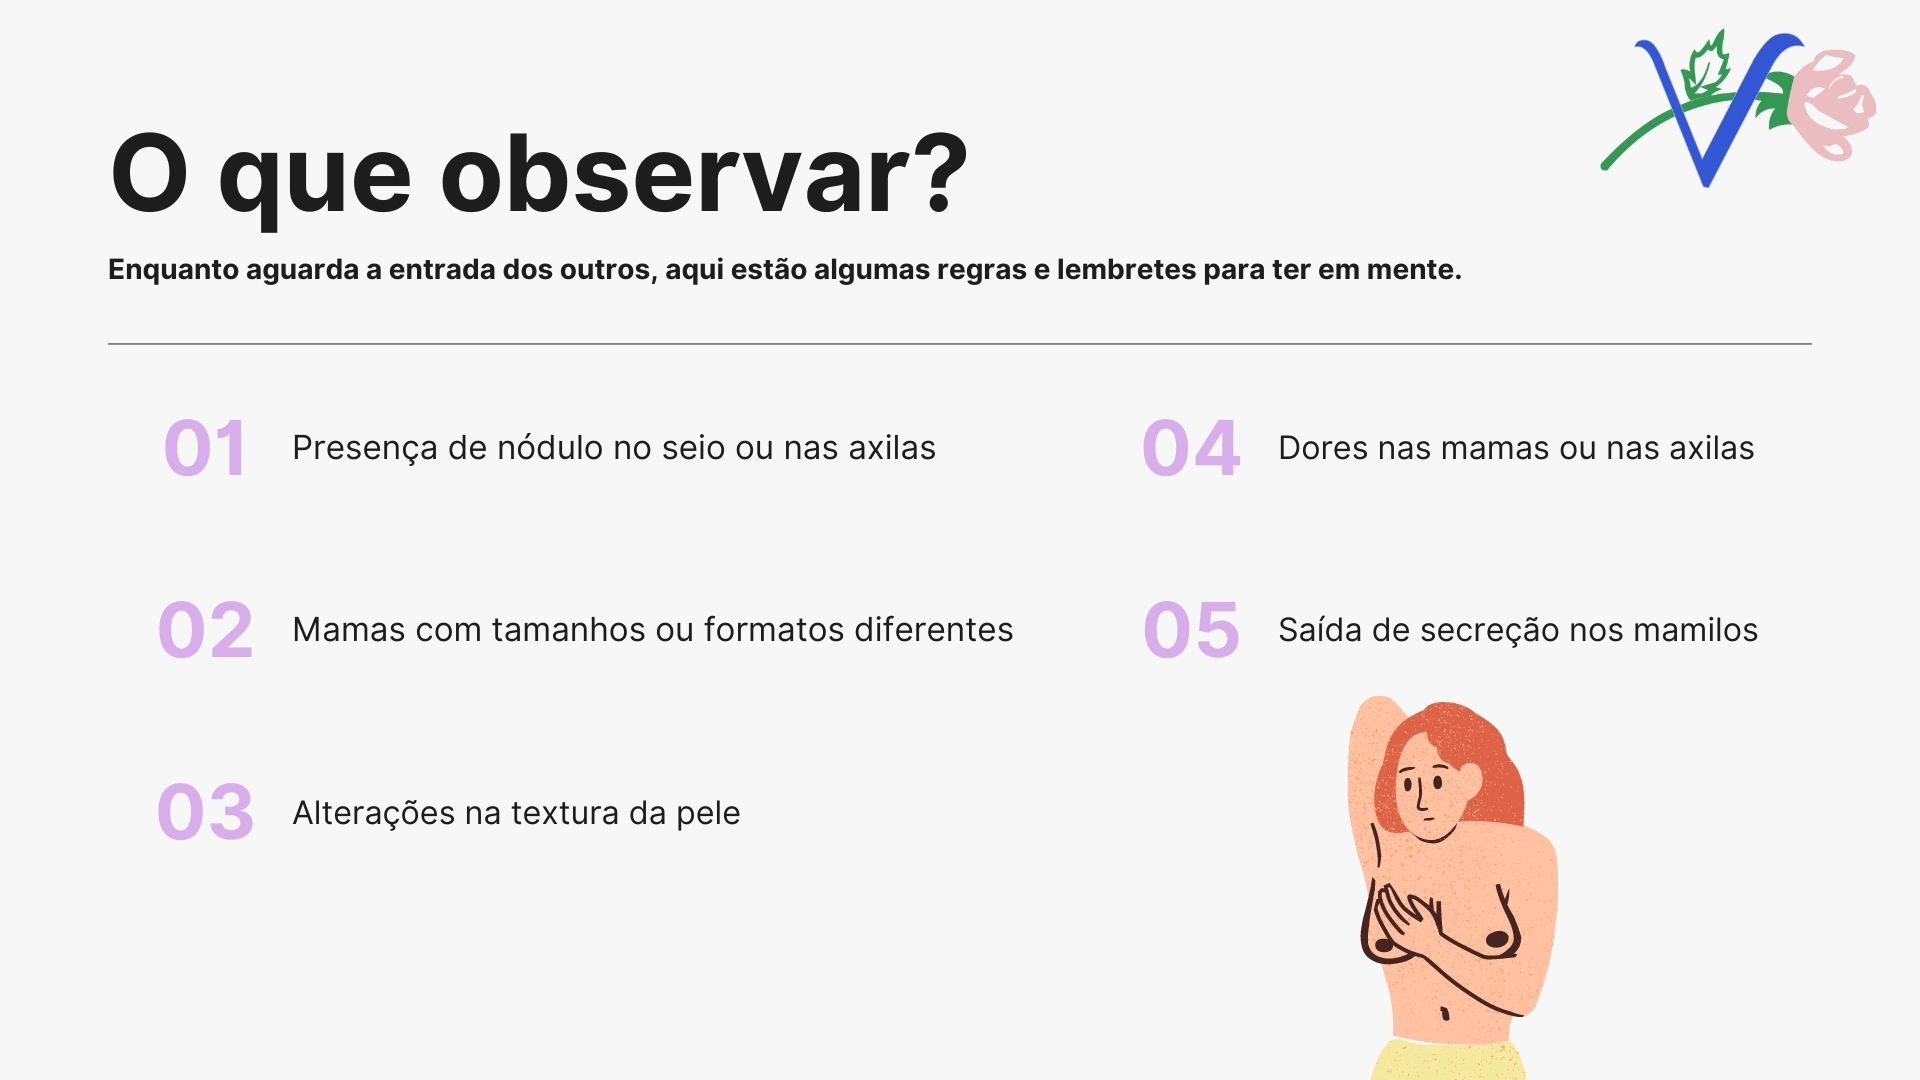 O que observar?
Enquanto aguarda a entrada dos outros, aqui estão algumas regras e lembretes para ter em mente.
01 Presença de nódulo no seio ou nas axilas
02 Mamas com tamanhos ou formatos diferentes
03 Alterações na textura da pele
04 Dores nas mamas ou nas axilas
05 Saída de secreção nos mamilos
V